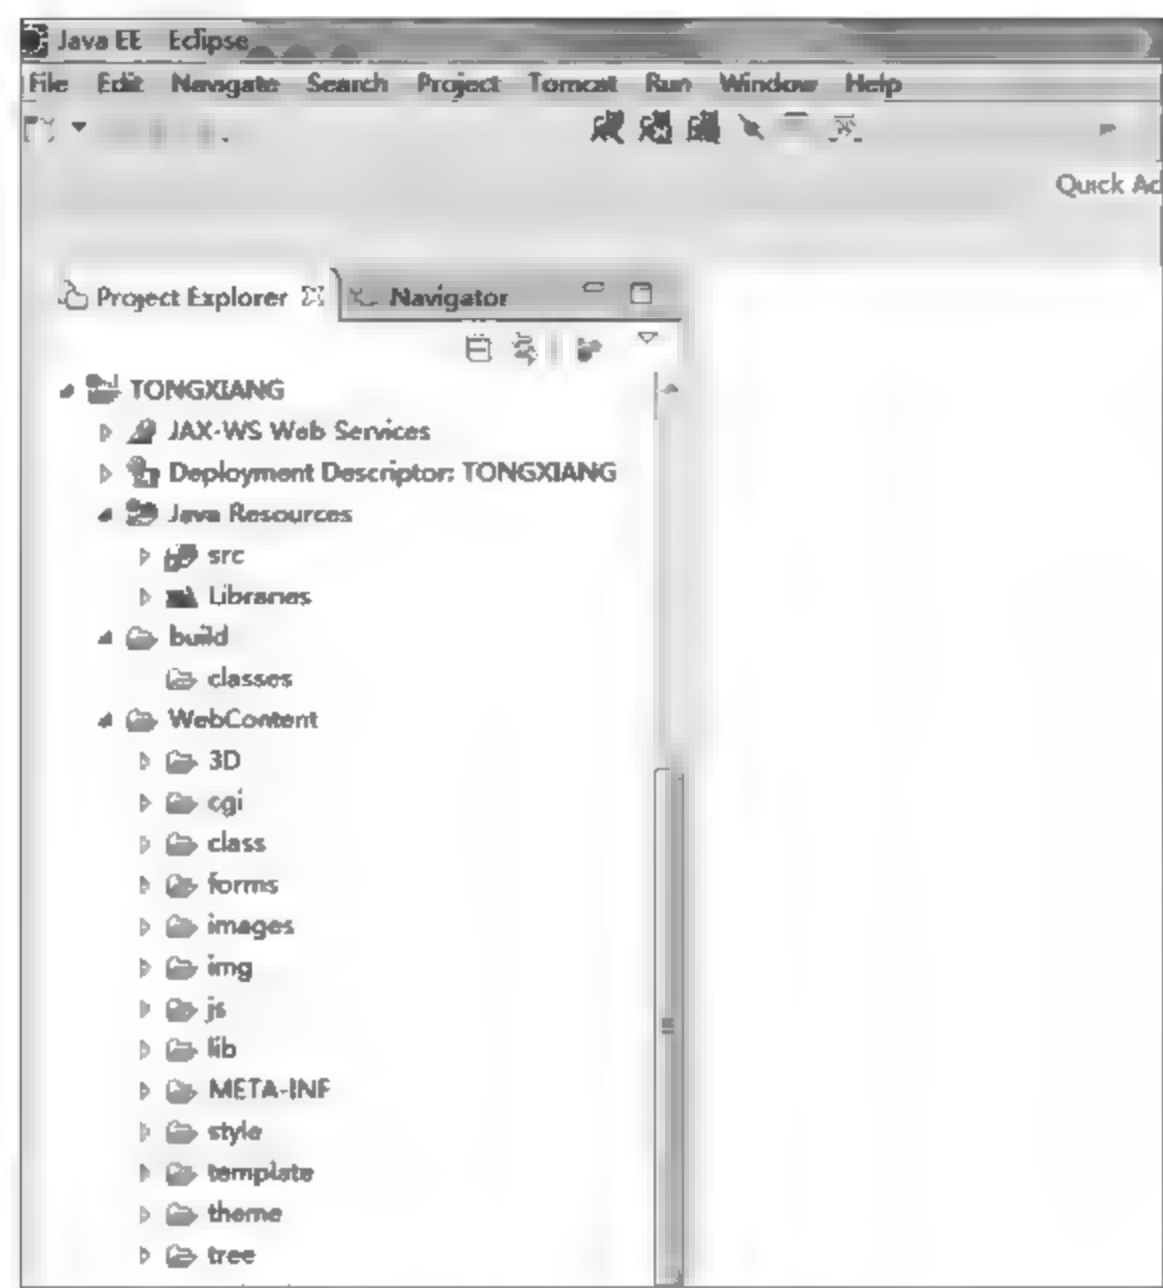 Java EE Eclipse
File Edit Navigate Search Project Tomcat Run Window Help
Quick Ac
Project Explorer Navigator
TONGXIANG
JAX-WS Web Services
Deployment Descriptor: TONGXIANG
Java Resources
src
Libraries
build
classes
WebContent
3D
cgi
class
forms
images
img
js
lib
META-INF
style
template
theme
tree